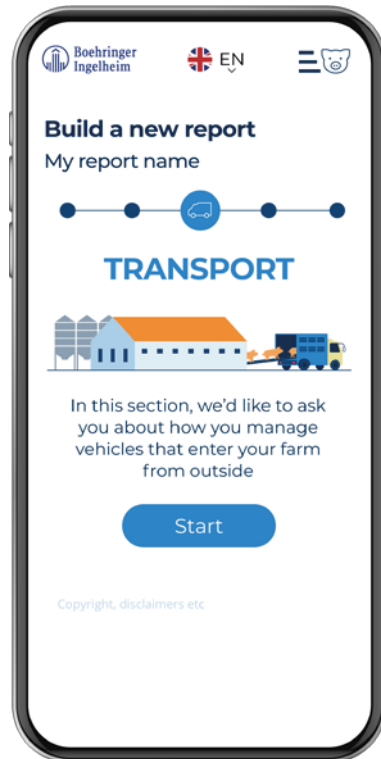 Boehringer
Ingelheim
EN
Build a new report
My report name
TRANSPORT
In this section, we'd like to ask
you about how you manage
vehicles that enter your farm
from outside
Start
Copyright, disclaimers etc